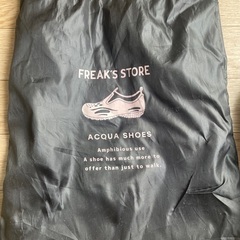 FREAK'S STORE
ACQUA SHOES
Amphibious use
A shoe has much more to
offer than just to walk.